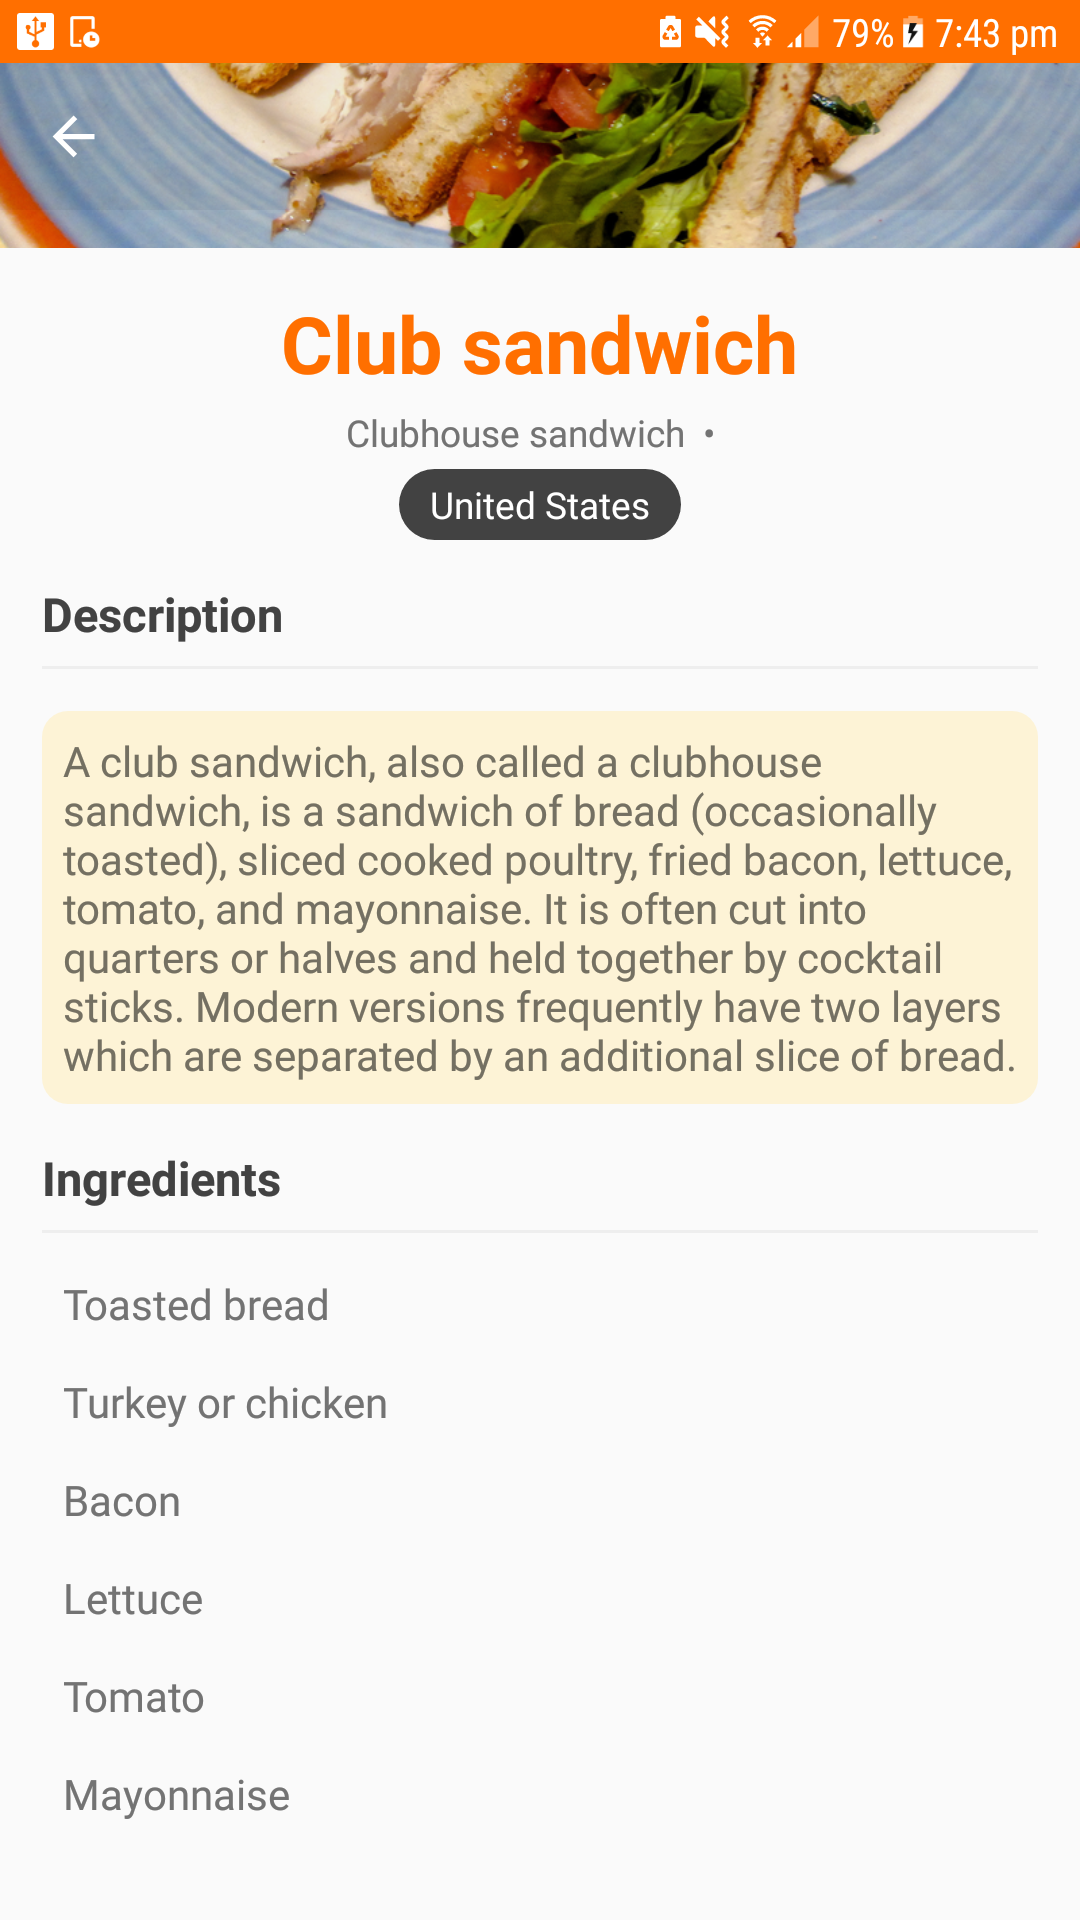 79% 7:43 pm
Club sandwich
Clubhouse sandwich •
United States
Description
A club sandwich, also called a clubhouse
sandwich, is a sandwich of bread (occasionally
toasted), sliced cooked poultry, fried bacon, lettuce,
tomato, and mayonnaise. It is often cut into
quarters or halves and held together by cocktail
sticks. Modern versions frequently have two layers
which are separated by an additional slice of bread.
Ingredients
Toasted bread
Turkey or chicken
Bacon
Lettuce
Tomato
Mayonnaise